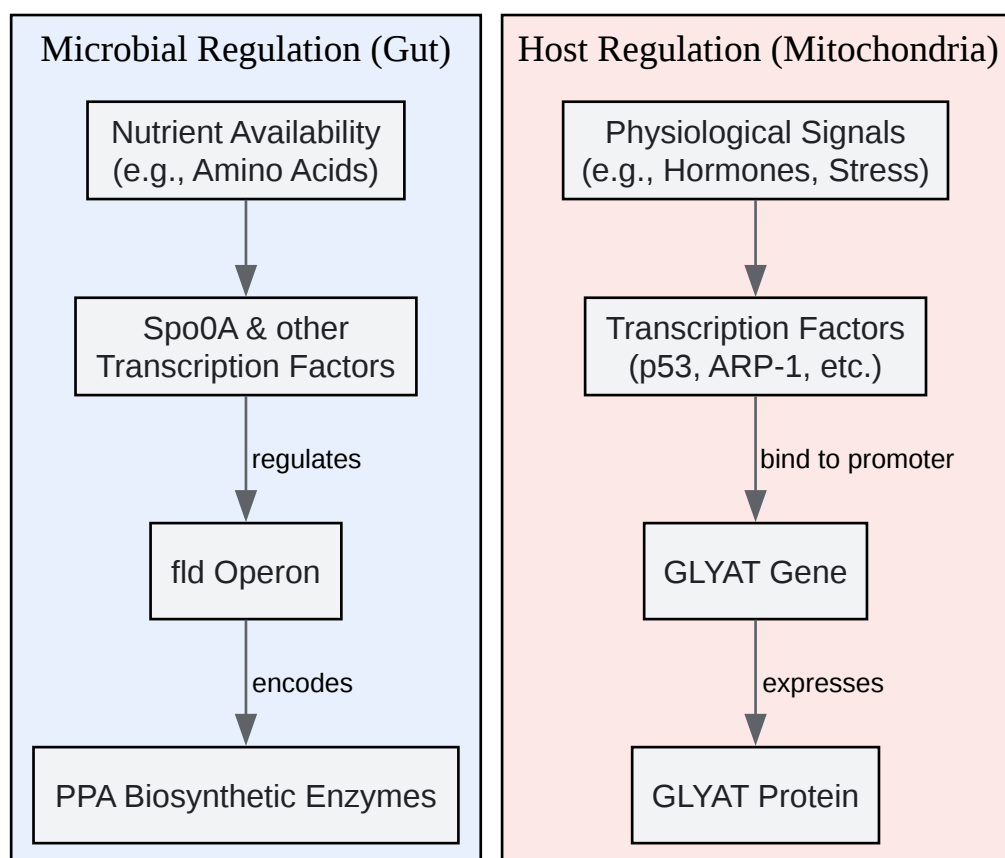 Microbial Regulation (Gut)
Nutrient Availability
(e.g., Amino Acids)
Spo0A & other
Transcription Factors
regulates
fld Operon
encodes
PPA Biosynthetic Enzymes
Host Regulation (Mitochondria)
Physiological Signals
(e.g., Hormones, Stress)
Transcription Factors
(p53, ARP-1, etc.)
bind to promoter
GLYAT Gene
expresses
GLYAT Protein